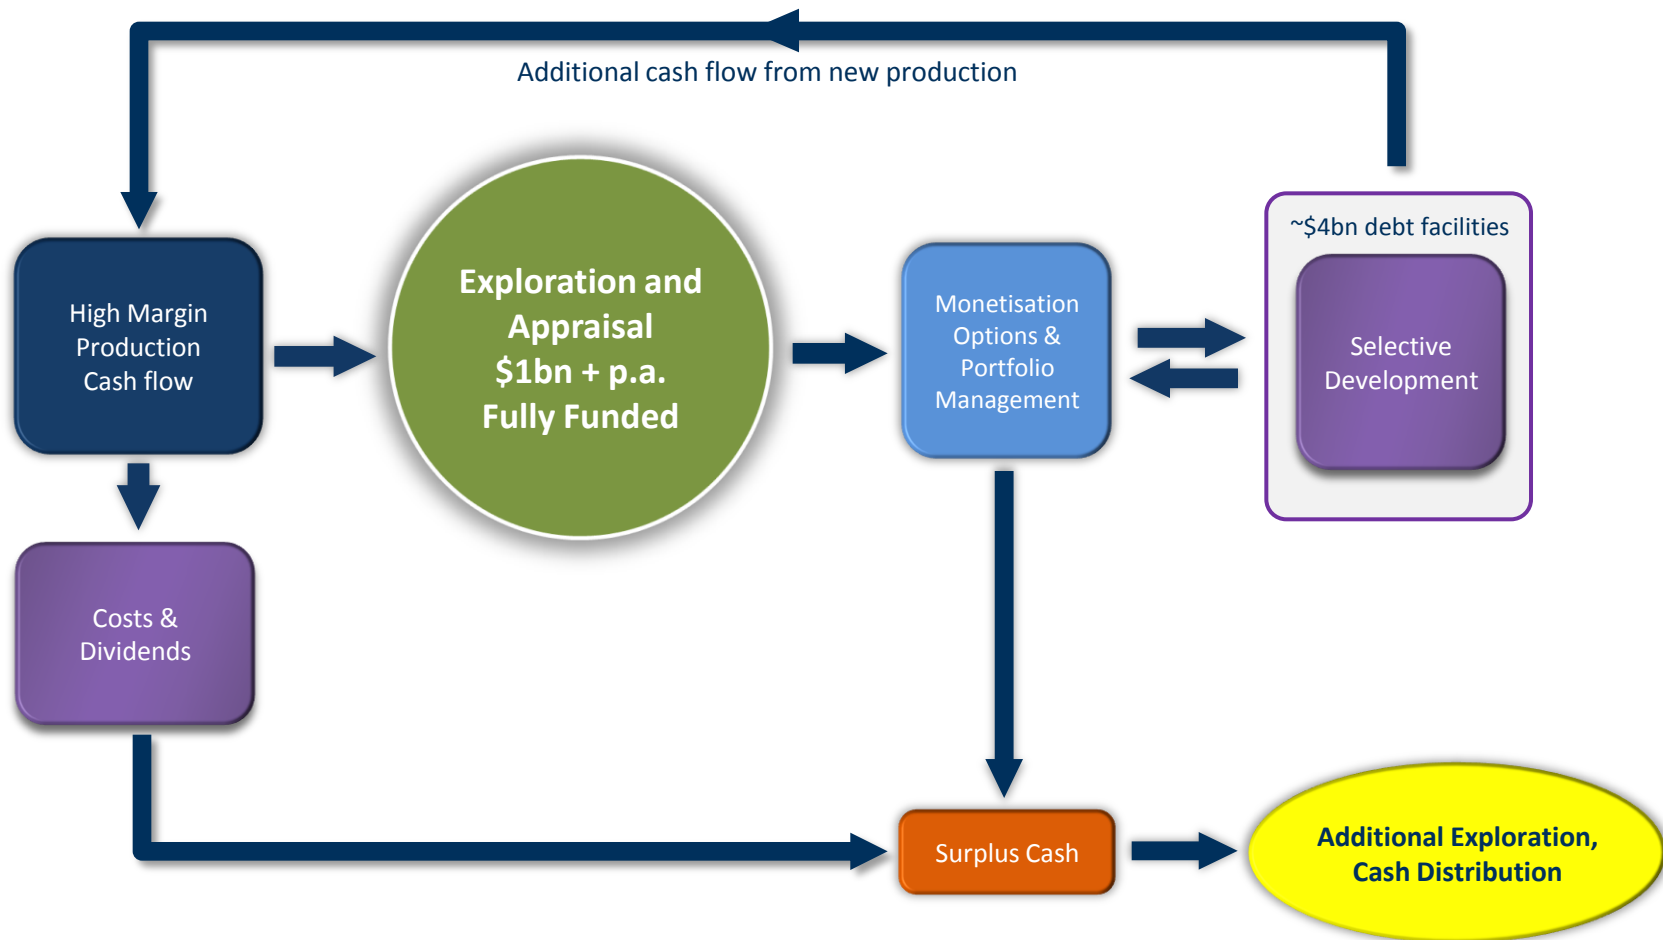 Additional cash flow from new production
High Margin
Production
Cash flow
Exploration and
Appraisal
$1bn + p.a.
Fully Funded
Monetisation
Options &
Portfolio
Management
~$4bn debt facilities
Selective
Development
Costs &
Dividends
Surplus Cash
Additional Exploration,
Cash Distribution